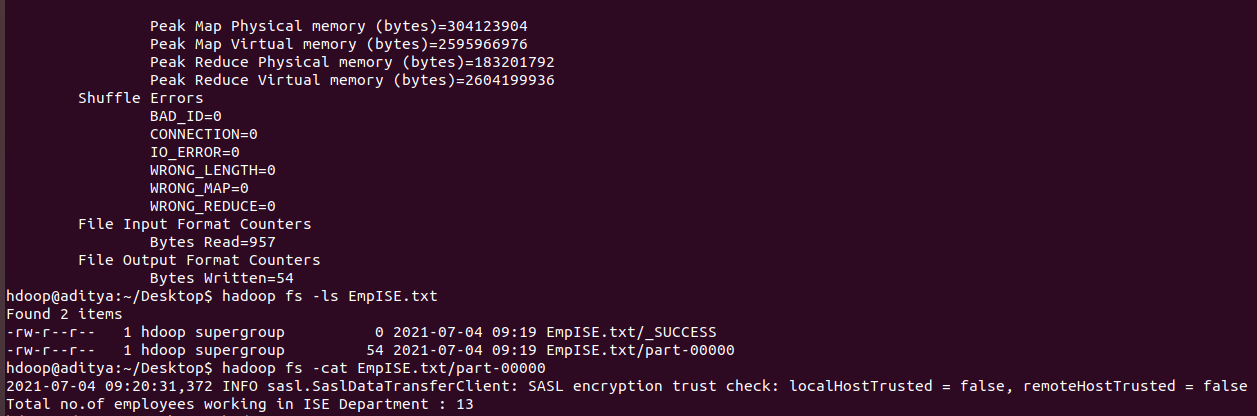 Peak Map Physical memory (bytes)=304123904
Peak Map Virtual memory (bytes)=2595966976
Peak Reduce Physical memory (bytes)=183201792
Peak Reduce Virtual memory (bytes)=2604199936
Shuffle Errors
BAD_ID=0
CONNECTION=0
IO_ERROR=0
WRONG_LENGTH=0
WRONG_MAP=0
WRONG_REDUCE=0
File Input Format Counters
Bytes Read=957
File Output Format Counters
Bytes Written=54
hdoop@aditya:~/Desktop$ hadoop fs -ls EmpISE.txt
Found 2 items
-rw-r--r--   1 hdoop supergroup          0 2021-07-04 09:19 EmpISE.txt/_SUCCESS
-rw-r--r--   1 hdoop supergroup         54 2021-07-04 09:19 EmpISE.txt/part-00000
hdoop@aditya:~/Desktop$ hadoop fs -cat EmpISE.txt/part-00000
2021-07-04 09:20:31,372 INFO sasl.SaslDataTransferClient: SASL encryption trust check: localHostTrusted = false, remoteHostTrusted = false
Total no.of employees working in ISE Department : 13